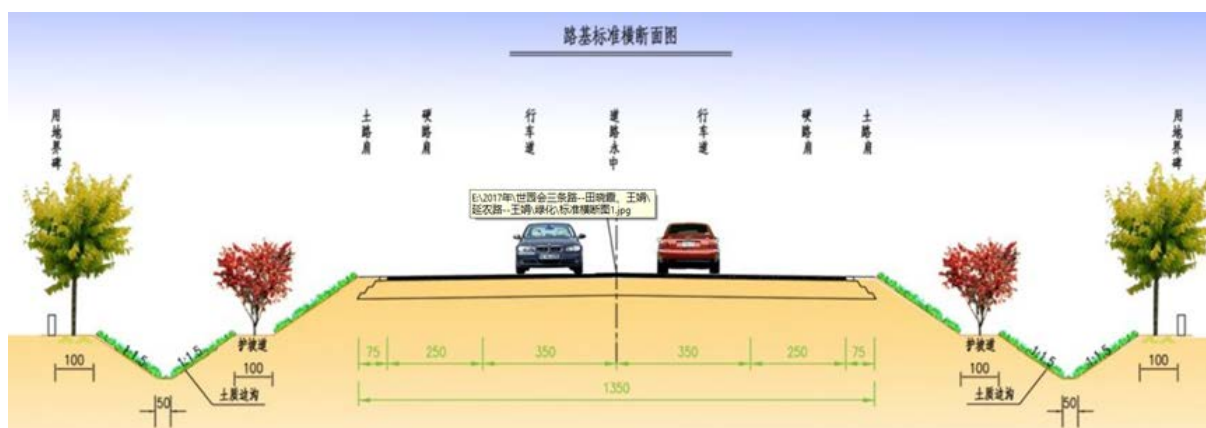 路基标准横断面图
用地界碑
土路肩
硬路肩
行车道
道路永中
行车道
硬路肩
土路肩
用地界碑
E:\2017年\世园会三条路--田晓霞、王娟\
延农路--王娟\绿化\标准横断图1.jpg
1:1.5
1:1.5
护坡道
100
100
土质边沟
50
75
250
350
350
250
75
1350
护坡道
100
1:1.5
1:1.5
土质边沟
50
100